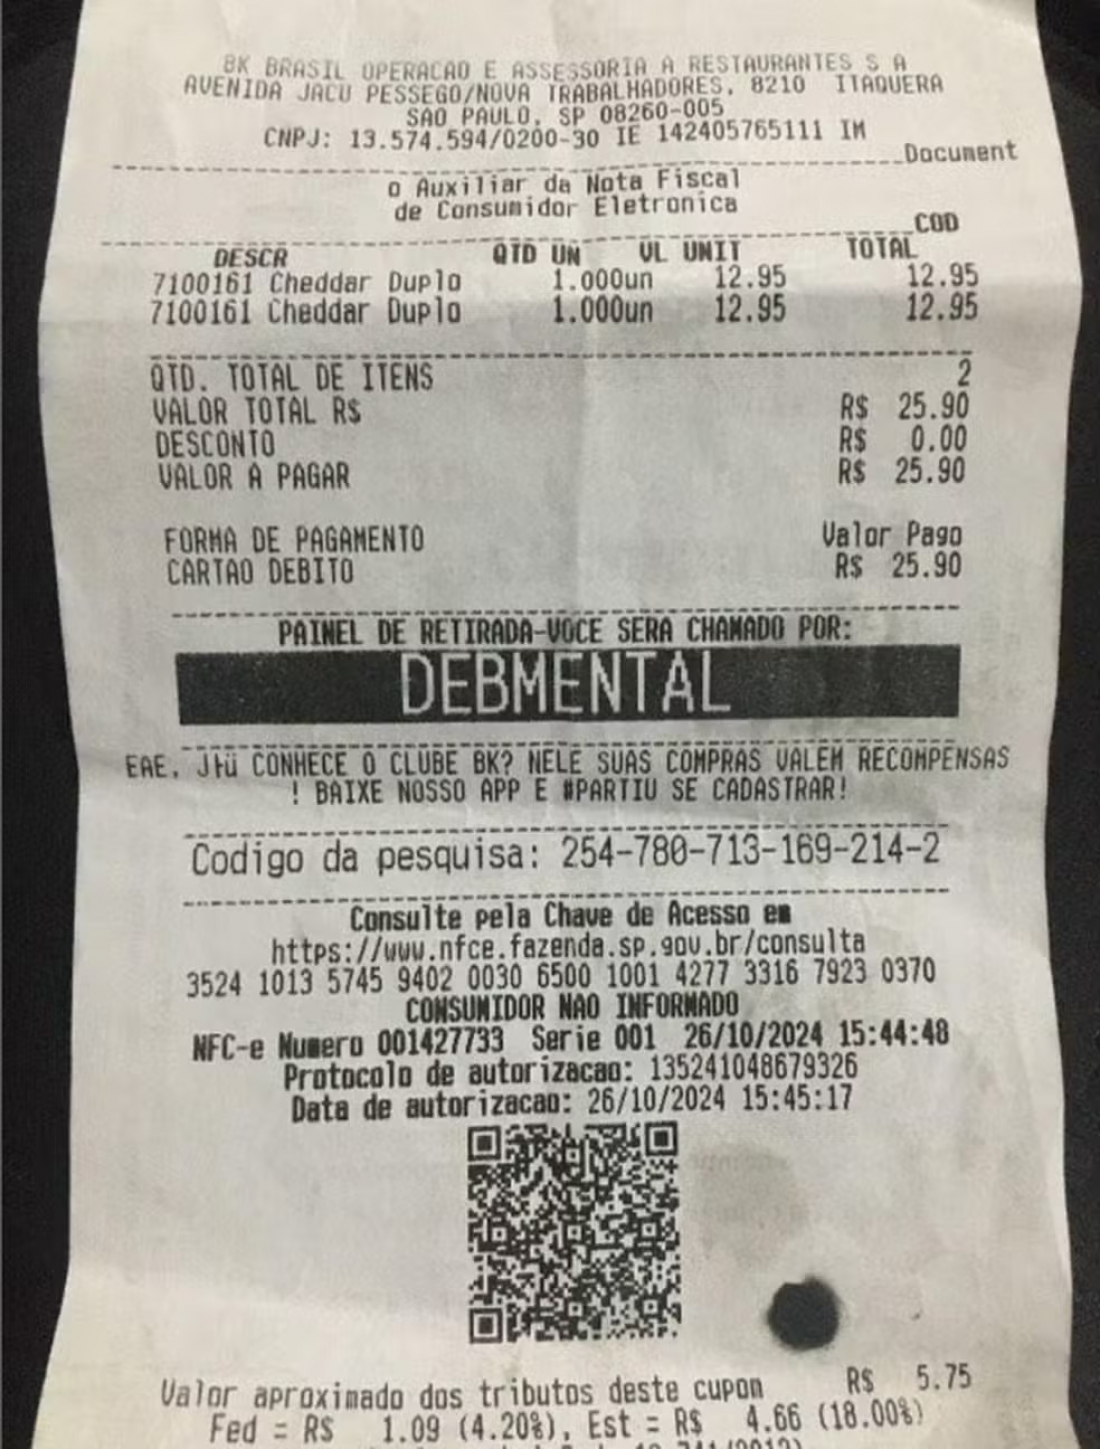 BK BRASIL OPERACAO E ASSESSORIA A RESTAURANTES S A
AVENIDA JACU PESSEGO/NOVA TRABALHADORES, 8210 ITAQUERA
SAO PAULO, SP 08260-005
CNPJ: 13.574.594/0200-30 IE 142405765111 IM
Document
o Auxiliar da Nota Fiscal
de Consumidor Eletronica
COD
DESCR QTD UN VL UNIT TOTAL
7100161 Cheddar Duplo 1.000un 12.95 12.95
7100161 Cheddar Duplo 1.000un 12.95 12.95
QTD. TOTAL DE ITENS 2
VALOR TOTAL R$ R$ 25.90
DESCONTO R$ 0.00
VALOR A PAGAR R$ 25.90
FORMA DE PAGAMENTO Valor Pago
CARTAO DEBITO R$ 25.90
PAINEL DE RETIRADA-VOCE SERA CHAMADO POR:
DEBMENTAL
EAE, CONHECE O CLUBE BK? NELE SUAS COMPRAS VALEM RECOMPENSAS
! BAIXE NOSSO APP E #PARTIU SE CADASTRAR!
Codigo da pesquisa: 254-780-713-169-214-2
Consulte pela Chave de Acesso em
https://www.nfce.fazenda.sp.gov.br/consulta
3524 1013 5745 9402 0030 6500 1001 4277 3316 7923 0370
CONSUMIDOR NAO INFORMADO
NFC-e Numero 001427733 Serie 001 26/10/2024 15:44:48
Protocolo de autorizacao: 135241048679326
Data de autorizacao: 26/10/2024 15:45:17
Valor aproximado dos tributos deste cupom R$ 5.75
Fed = R$ 1.09 (4.20%), Est = R$ 4.66 (18.00%)